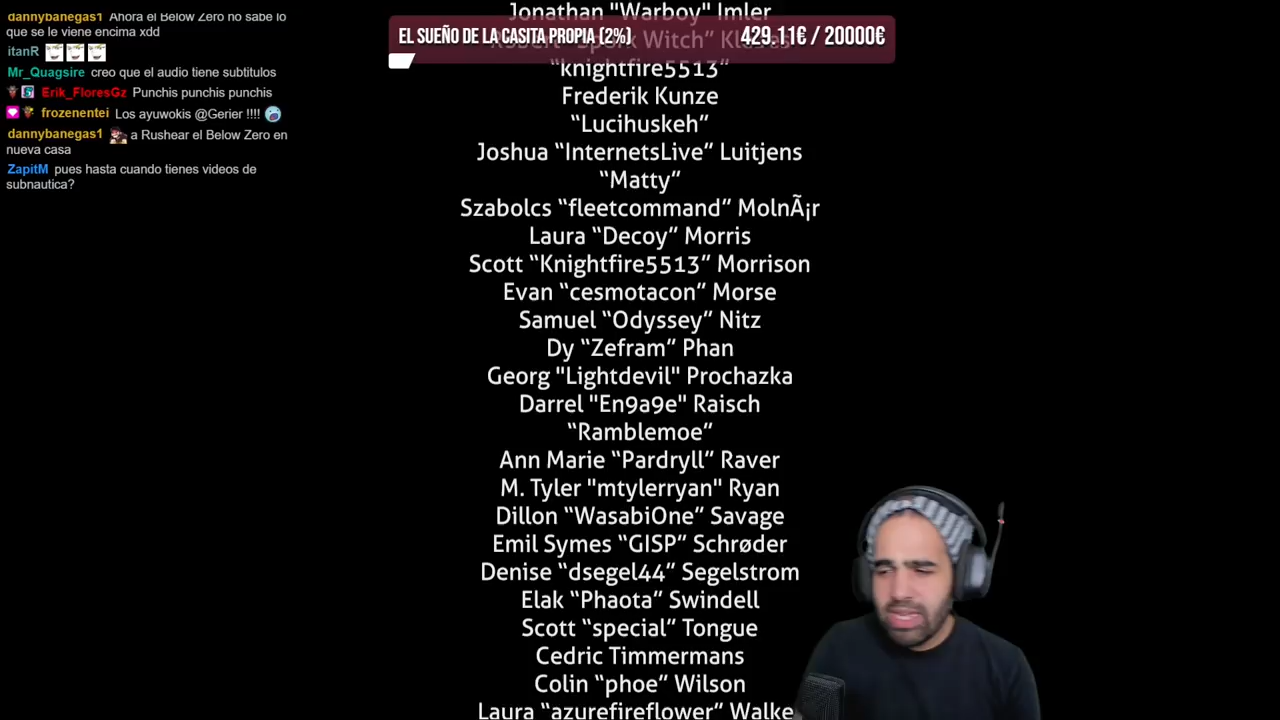 dannybanegas1 Ahora el Below Zero no sabe lo
que se le viene encima xdd
itanR
Mr_Quagsire creo que el audio tiene subtitulos
Erik_FloresGz Punchis punchis punchis
frozenentei Los ayuwokis @Gerier !!!!
dannybanegas1 a Rushear el Below Zero en
nueva casa
ZapitM pues hasta cuando tienes videos de
subnautica?
Jonathan "Warboy" Imler
EL SUEÑO DE LA CASITA PROPIA (2%) 429.11€ / 20000€
Witch"
“knightfire5513”
Frederik Kunze
“Lucihuskeh”
Joshua “InternetsLive” Luitjens
“Matty”
Szabolcs “fleetcommand” MolnÃ¡r
Laura “Decoy” Morris
Scott “Knightfire5513” Morrison
Evan “cesmotacon” Morse
Samuel “Odyssey” Nitz
Dy “Zefram” Phan
Georg "Lightdevil" Prochazka
Darrel "En9a9e" Raisch
“Ramblemoe”
Ann Marie “Pardryll” Raver
M. Tyler "mtylerryan" Ryan
Dillon “WasabiOne” Savage
Emil Symes “GISP” Schrøder
Denise “dsegel44” Segelstrom
Elak “Phaota” Swindell
Scott “special” Tongue
Cedric Timmermans
Colin “phoe” Wilson
Laura “azurefireflower” Walke